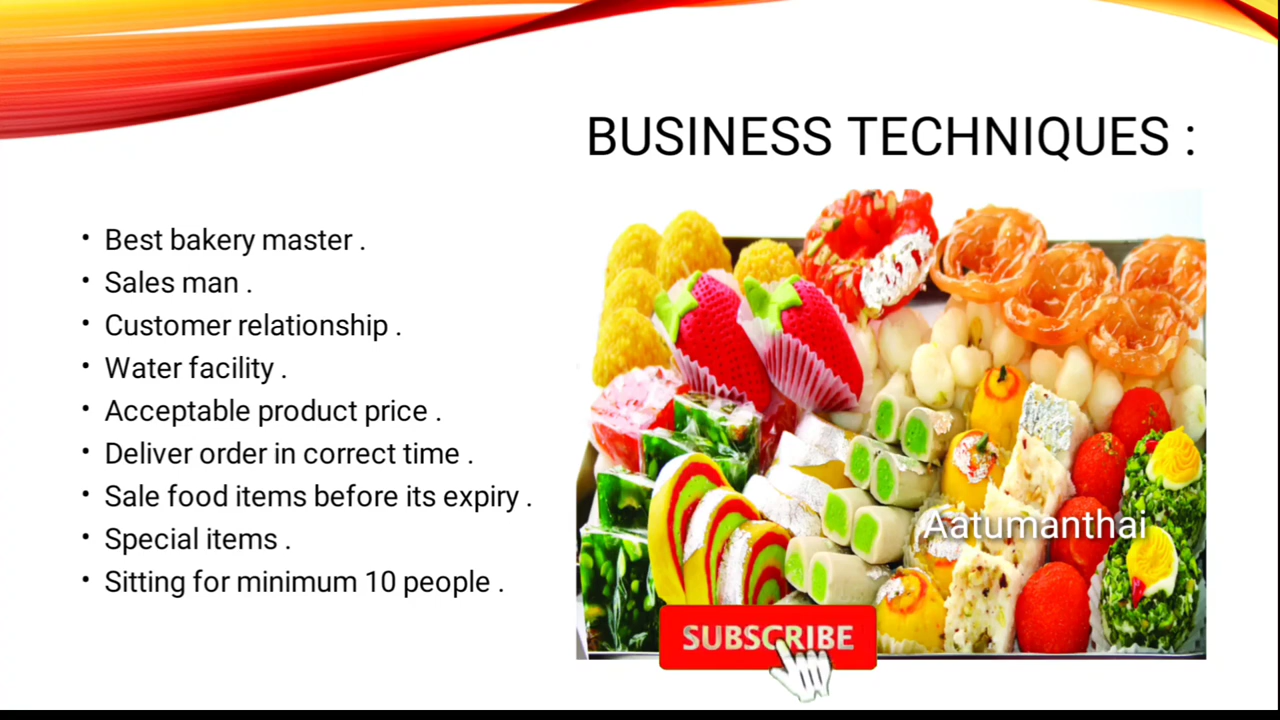 BUSINESS TECHNIQUES :
• Best bakery master .
• Sales man .
• Customer relationship .
• Water facility .
• Acceptable product price .
• Deliver order in correct time .
• Sale food items before its expiry .
• Special items .
• Sitting for minimum 10 people .
Aatumanthai
SUBSCRIBE